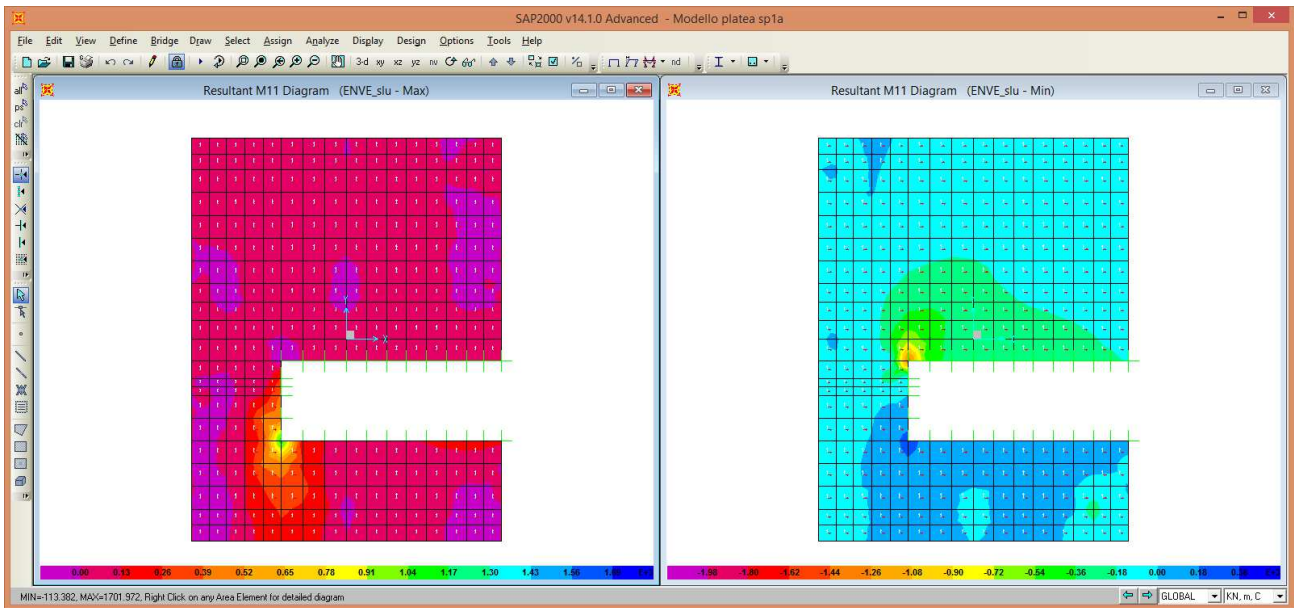 SAP2000 v14.1.0 Advanced - Modello platea sp1a
File Edit View Define Bridge Draw Select Assign Analyze Display Design Options Tools Help
3-d xy xz yz nv nd
all
ps
clr
Resultant M11 Diagram (ENVE_slu - Max)
Resultant M11 Diagram (ENVE_slu - Min)
Y
X
0.00 0.13 0.26 0.39 0.52 0.65 0.78 0.91 1.04 1.17 1.30 1.43 1.56
-1.98 -1.80 -1.62 -1.44 -1.26 -1.08 -0.90 -0.72 -0.54 -0.36 -0.18 0.00 0.18
MIN=-113.382, MAX=1701.972, Right Click on any Area Element for detailed diagram
GLOBAL
KN, m, C